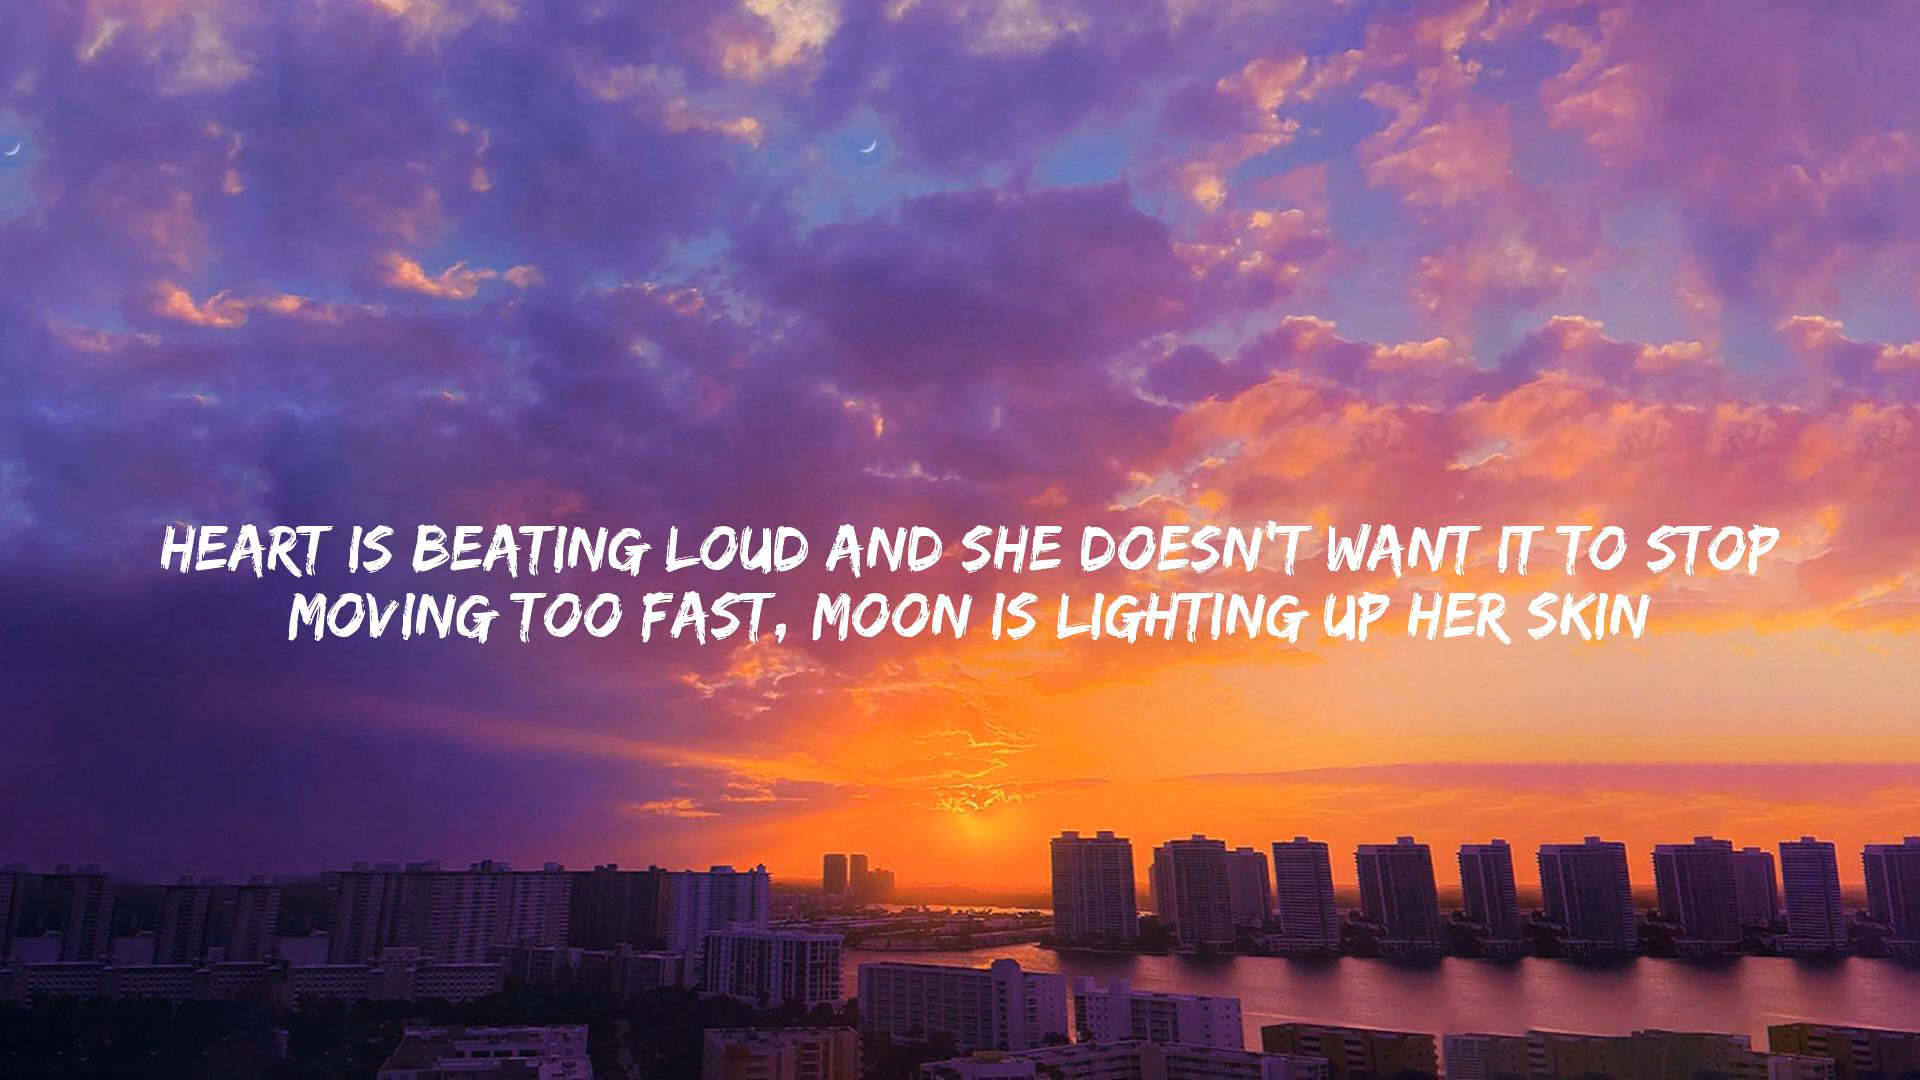 HEART IS BEATING LOUD AND SHE DOESN'T WANT IT TO STOP
MOVING TOO FAST, MOON IS LIGHTING UP HER SKIN